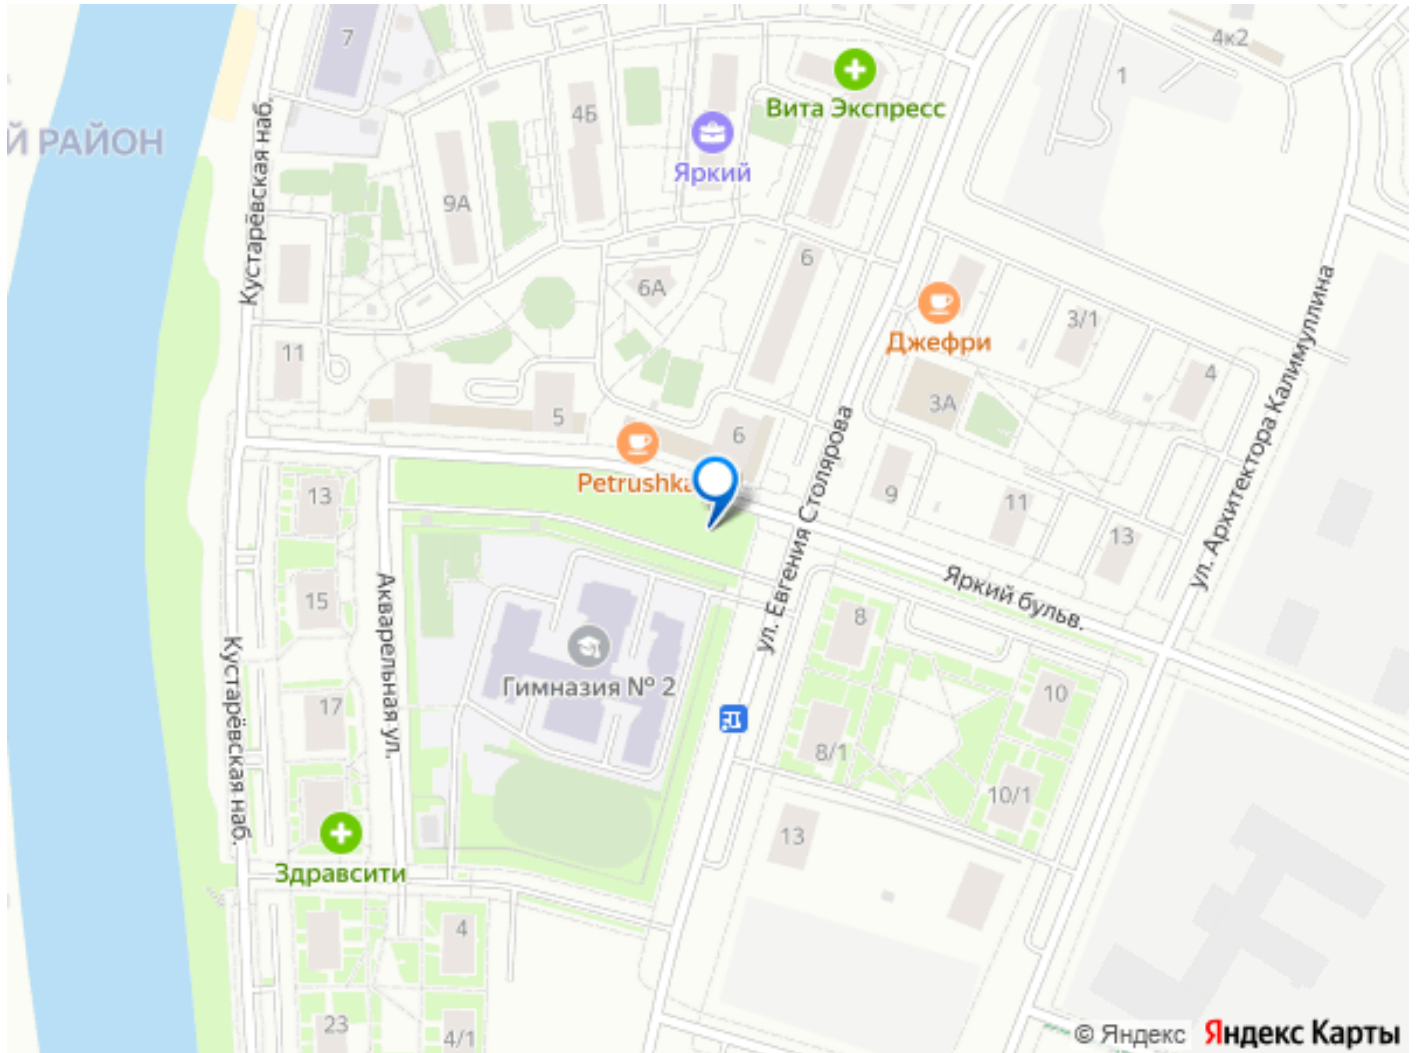 7
4к2
1
Вита Экспресс
4Б
Й РАЙОН
Яркий
Кустарёвская наб.
9А
6
6А
Джефри
3/1
ул. Архитектора Калимуллина
11
4
3А
5
6
ул. Евгения Столярова
Petrushka
9
13
11
13
Яркий бульв.
15
Акварельная ул.
8
Гимназия № 2
17
10
Кустарёвская наб.
8/1
10/1
13
Здравсити
4
23
4/1
© Яндекс Яндекс Карты